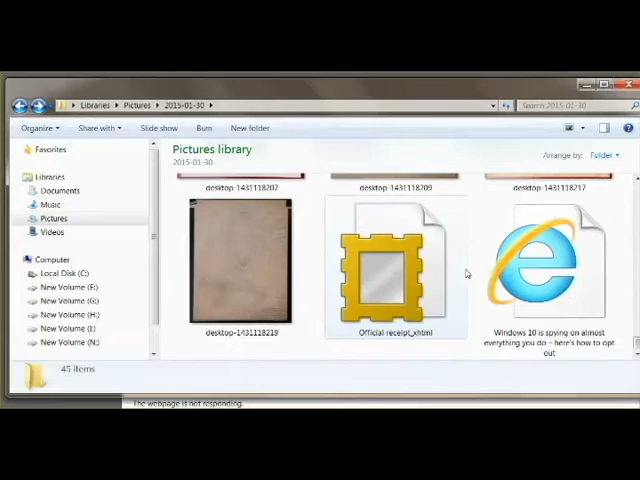 Libraries Pictures 2015-01-30
Search 2015-01-30
Organize Share with Slide show Burn New folder
Favorites
Libraries
Documents
Music
Pictures
Videos
Computer
Local Disk (C:)
New Volume (E:)
New Volume (G:)
New Volume (H:)
New Volume (I:)
New Volume (N:)
Pictures library
2015-01-30
Arrange by: Folder
desktop-1431118207
desktop-1431118209
desktop-1431118217
desktop-1431118219
Official receipt_xhtml
Windows 10 is spying on almost
everything you do – here's how to opt
out
45 items
The webpage is not responding.